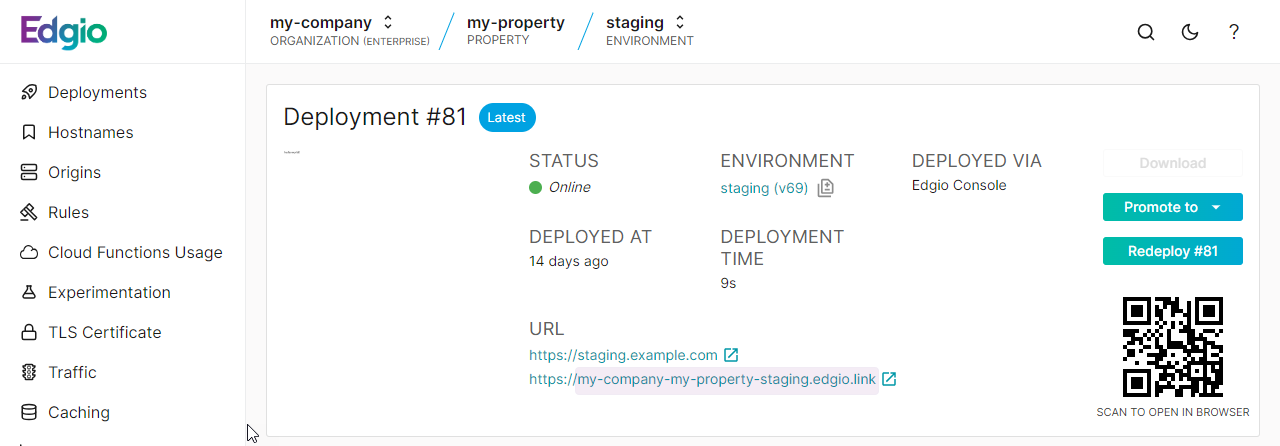 Edgio
my-company
ORGANIZATION (ENTERPRISE)
my-property
PROPERTY
staging
ENVIRONMENT
?
Deployments
Hostnames
Origins
Rules
Cloud Functions Usage
Experimentation
TLS Certificate
Traffic
Caching
Deployment #81 Latest
STATUS
Online
ENVIRONMENT
staging (v69)
DEPLOYED VIA
Edgio Console
DEPLOYED AT
14 days ago
DEPLOYMENT
TIME
9s
URL
https://staging.example.com
https://my-company-my-property-staging.edgio.link
Download
Promote to
Redeploy #81
SCAN TO OPEN IN BROWSER